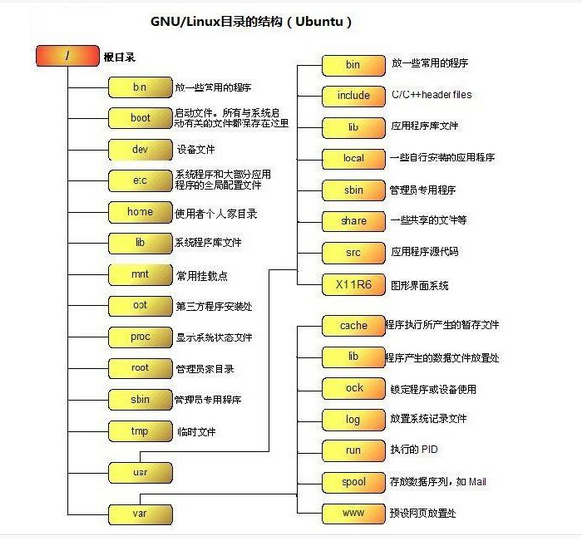 GNU/Linux目录的结构（Ubuntu）
/
根目录
bin
放一些常用的程序
boot
启动文件。所有与系统启
动有关的文件都保存在这里
dev
设备文件
etc
系统程序和大部分应用
程序的全局配置文件
home
使用者个人家目录
lib
系统程序库文件
mnt
常用挂载点
opt
第三方程序安装处
proc
显示系统状态文件
root
管理员家目录
sbin
管理员专用程序
tmp
临时文件
usr
var
bin
放一些常用的程序
include
C/C++header files
lib
应用程序库文件
local
一些自行安装的应用程序
sbin
管理员专用程序
share
一些共享的文件等
src
应用程序源代码
X11R6
图形界面系统
cache
程序执行所产生的暂存文件
lib
程序产生的数据文件放置处
ock
锁定程序或设备使用
log
放置系统记录文件
run
执行的 PID
spool
存放数据序列，如 Mail
www
预设网页放置处